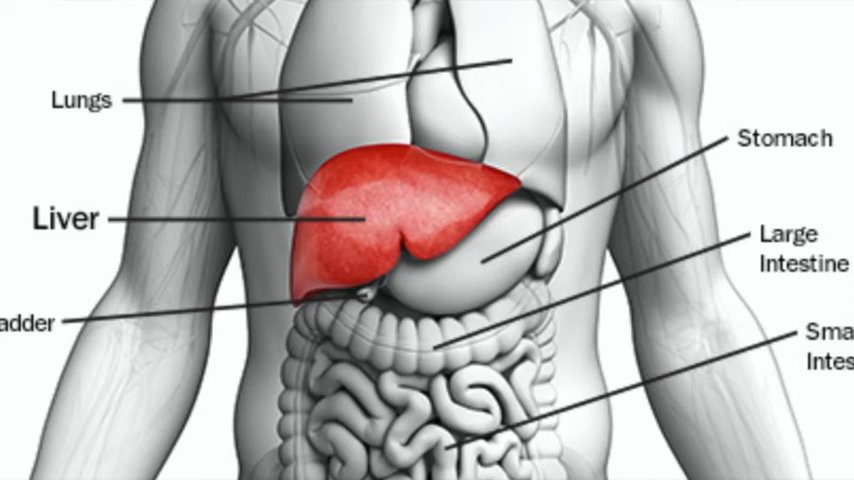 Lungs
Stomach
Liver
Large
Intestine
adder
Sma
Intes